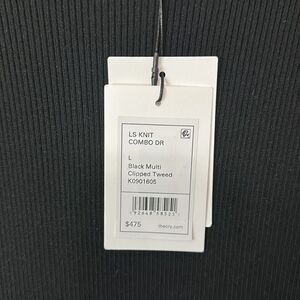 LS KNIT
COMBO DR
L
Black Multi
Clipped Tweed
K0901605
$475
theory.com